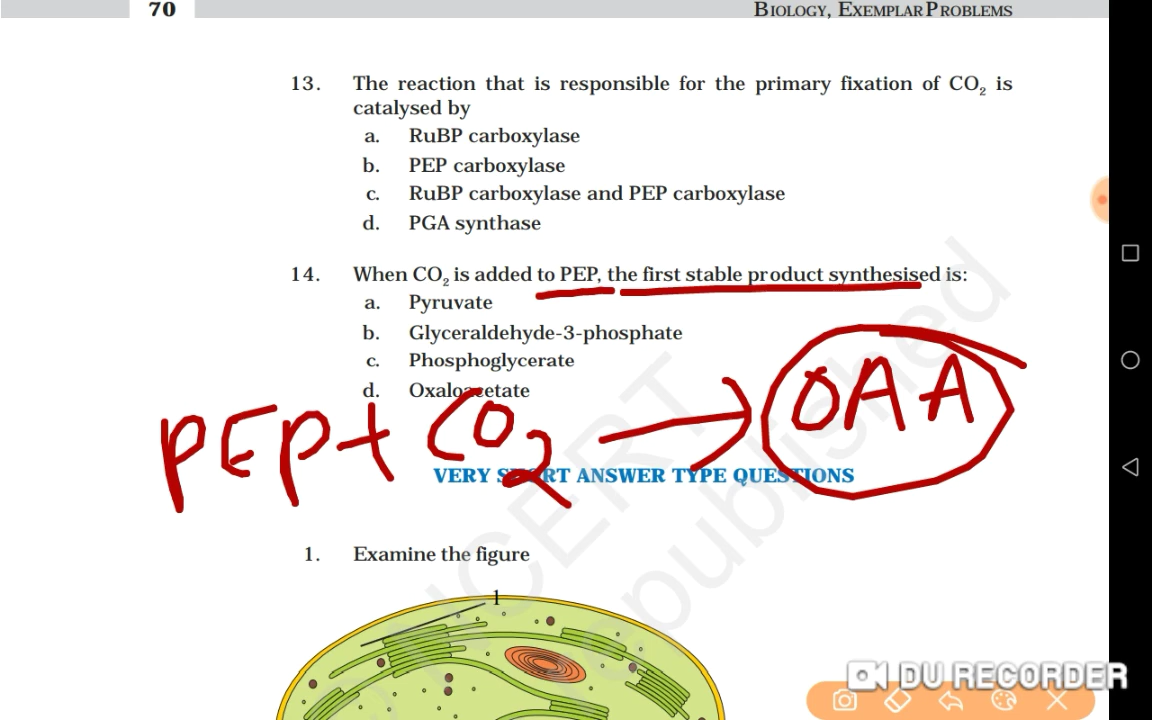 70 BIOLOGY, EXEMPLAR PROBLEMS
13. The reaction that is responsible for the primary fixation of CO₂ is
catalysed by
a. RuBP carboxylase
b. PEP carboxylase
c. RuBP carboxylase and PEP carboxylase
d. PGA synthase
14. When CO₂ is added to PEP, the first stable product synthesised is:
a. Pyruvate
b. Glyceraldehyde-3-phosphate
c. Phosphoglycerate
d. Oxaloacetate
PEP + CO₂ → OAA
VERY SHORT ANSWER TYPE QUESTIONS
1. Examine the figure
1
© NCERT
republished
DU RECORDER